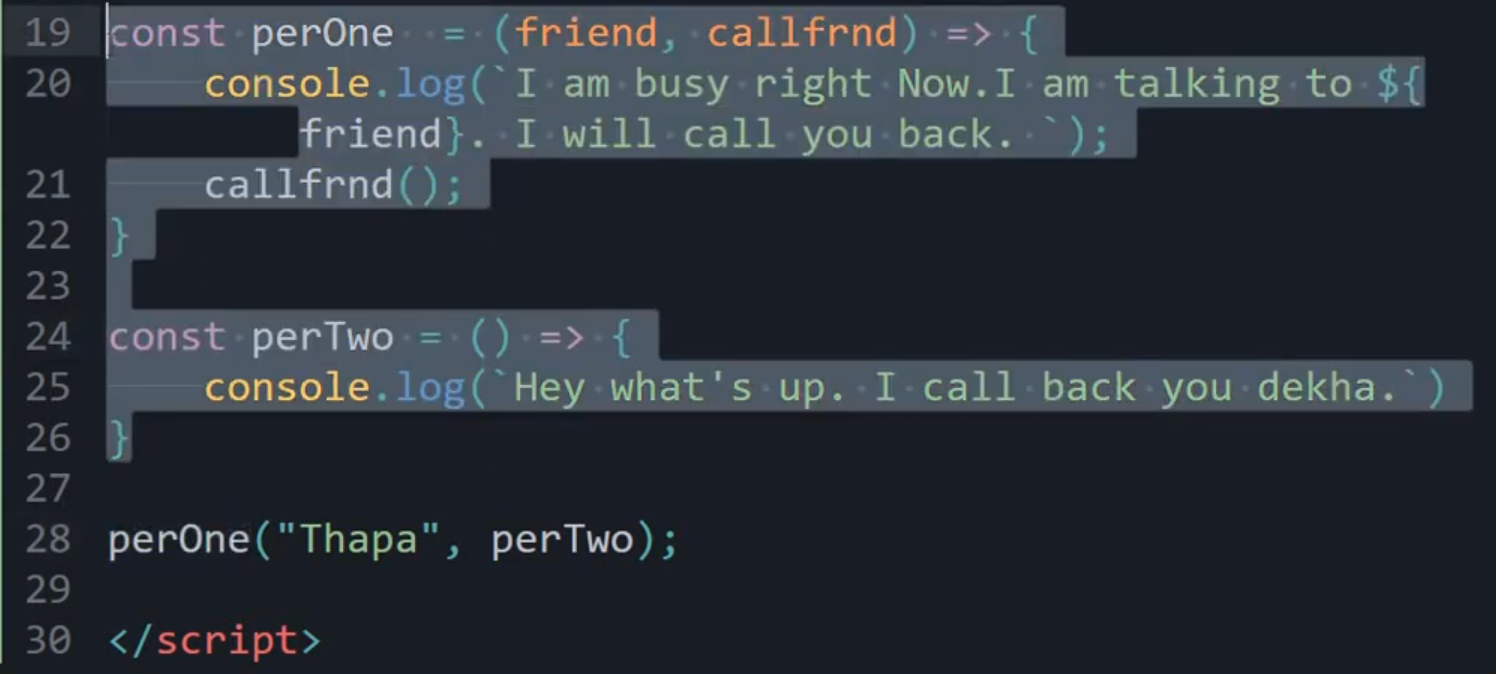 19 const perOne  = (friend, callfrnd) => {
20     console.log(`I am busy right Now.I am talking to ${
        friend}. I will call you back. `);
21     callfrnd();
22 }
23
24 const perTwo = () => {
25     console.log(`Hey what's up. I call back you dekha.`)
26 }
27
28 perOne("Thapa", perTwo);
29
30 </script>